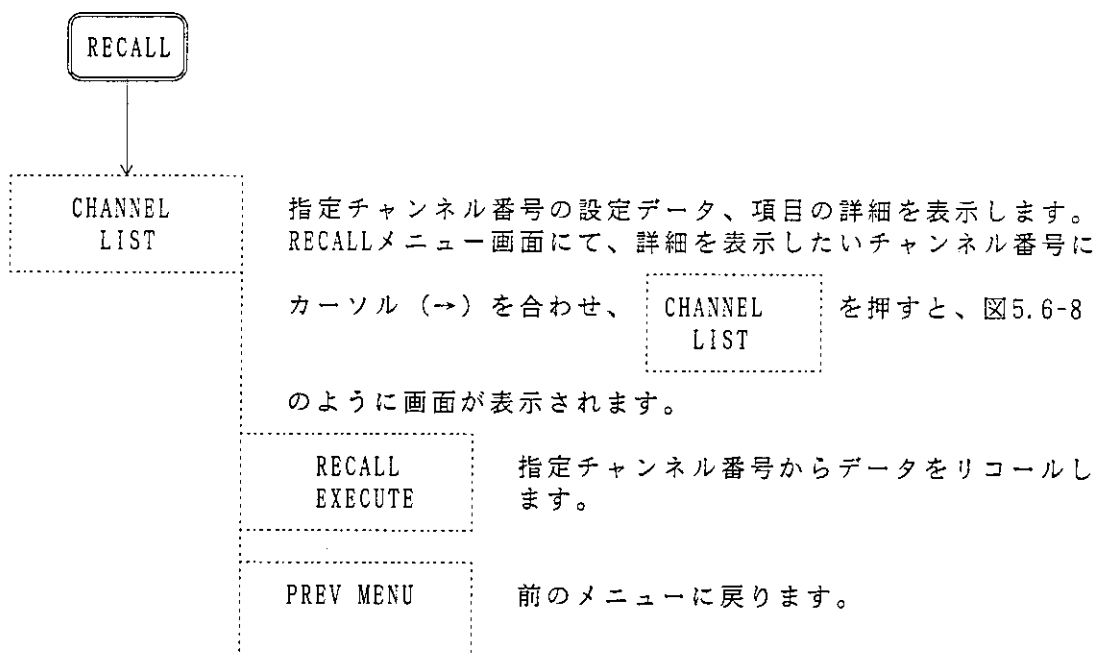 RECALL
CHANNEL
LIST
指定チャンネル番号の設定データ、項目の詳細を表示します。
RECALLメニュー画面にて、詳細を表示したいチャンネル番号に
カーソル（→）を合わせ、 CHANNEL を押すと、図5.6-8
LIST
のように画面が表示されます。
RECALL
EXECUTE
指定チャンネル番号からデータをリコールし
ます。
PREV MENU
前のメニューに戻ります。